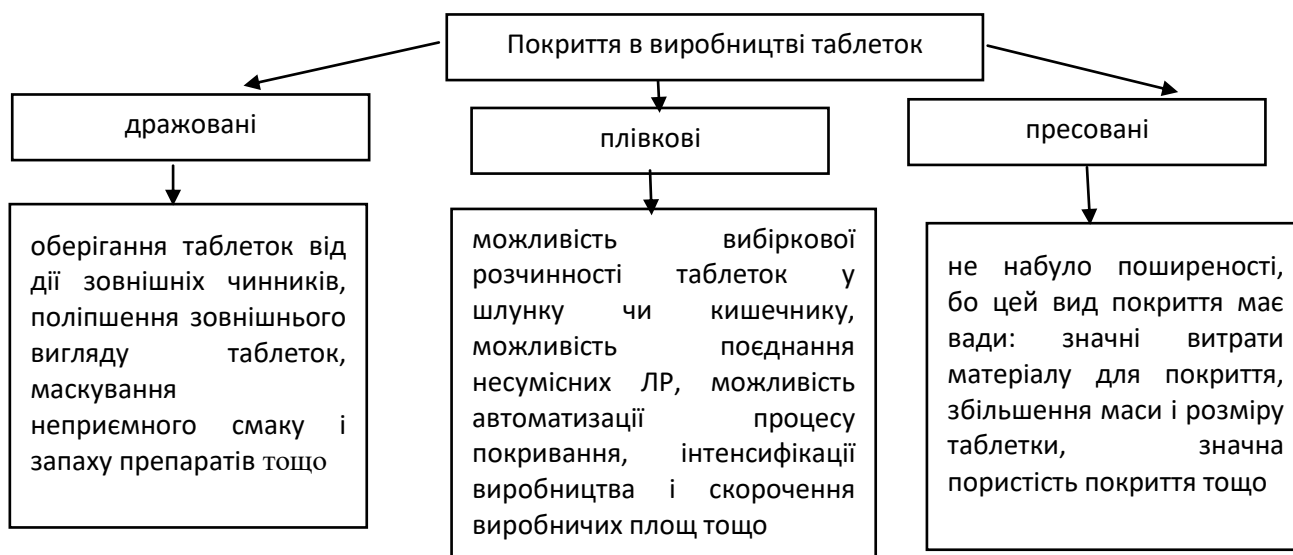 Покриття в виробництві таблеток
дражовані
плівкові
пресовані
оберігання таблеток від
дії зовнішніх чинників,
поліпшення зовнішнього
вигляду таблеток,
маскування
неприємного смаку і
запаху препаратів тощо
можливість вибіркової
розчинності таблеток у
шлунку чи кишечнику,
можливість поєднання
несумісних ЛР, можливість
автоматизації процесу
покривання, інтенсифікації
виробництва і скорочення
виробничих площ тощо
не набуло поширеності,
бо цей вид покриття має
вади: значні витрати
матеріалу для покриття,
збільшення маси і розміру
таблетки, значна
пористість покриття тощо